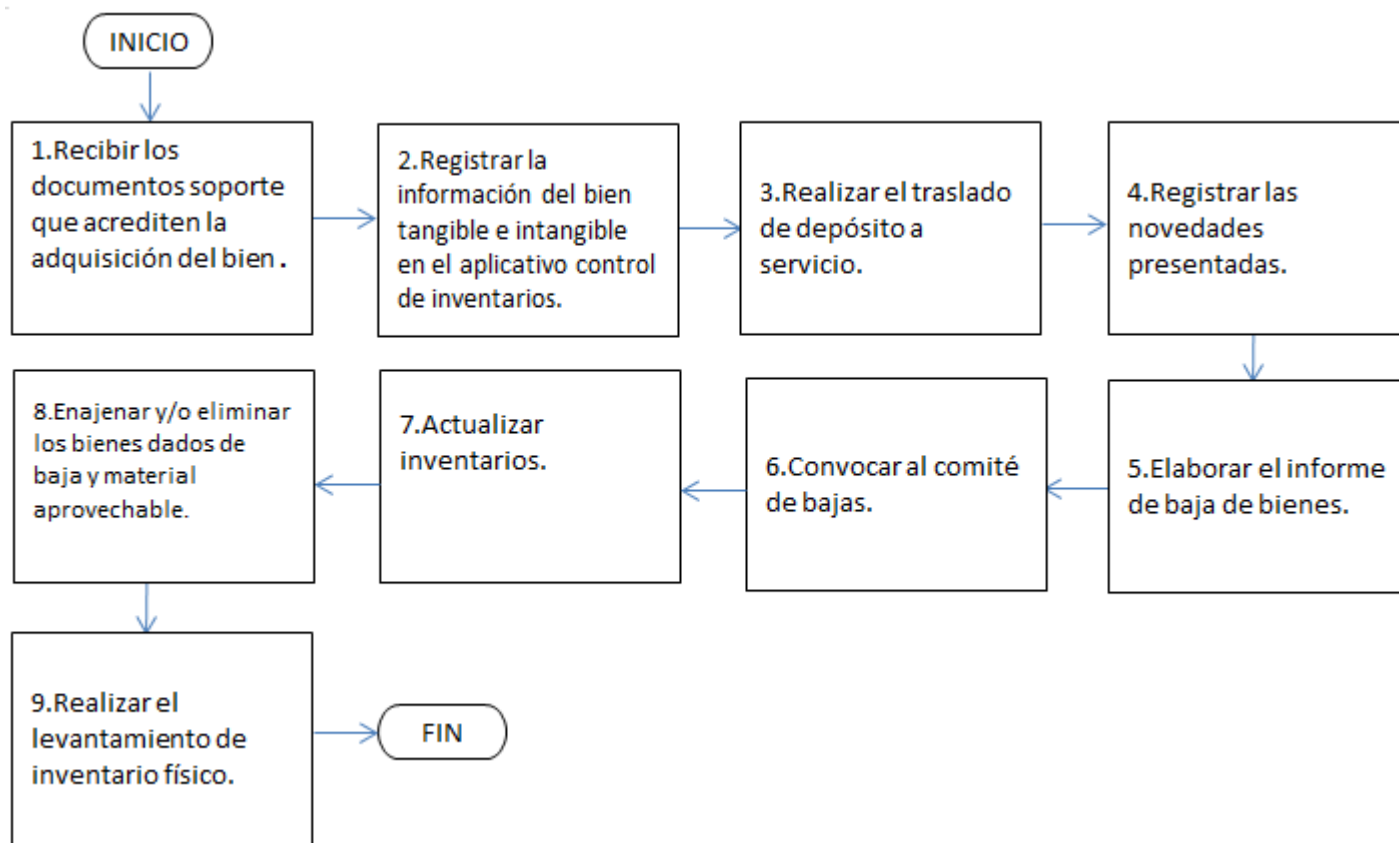 INICIO
1.Recibir los
documentos soporte
que acrediten la
adquisición del bien.
2.Registrar la
información del bien
tangible e intangible
en el aplicativo control
de inventarios.
3.Realizar el traslado
de depósito a
servicio.
4.Registrar las
novedades
presentadas.
5.Elaborar el informe
de baja de bienes.
6.Convocar al comité
de bajas.
7.Actualizar
inventarios.
8.Enajenar y/o eliminar
los bienes dados de
baja y material
aprovechable.
9.Realizar el
levantamiento de
inventario físico.
FIN